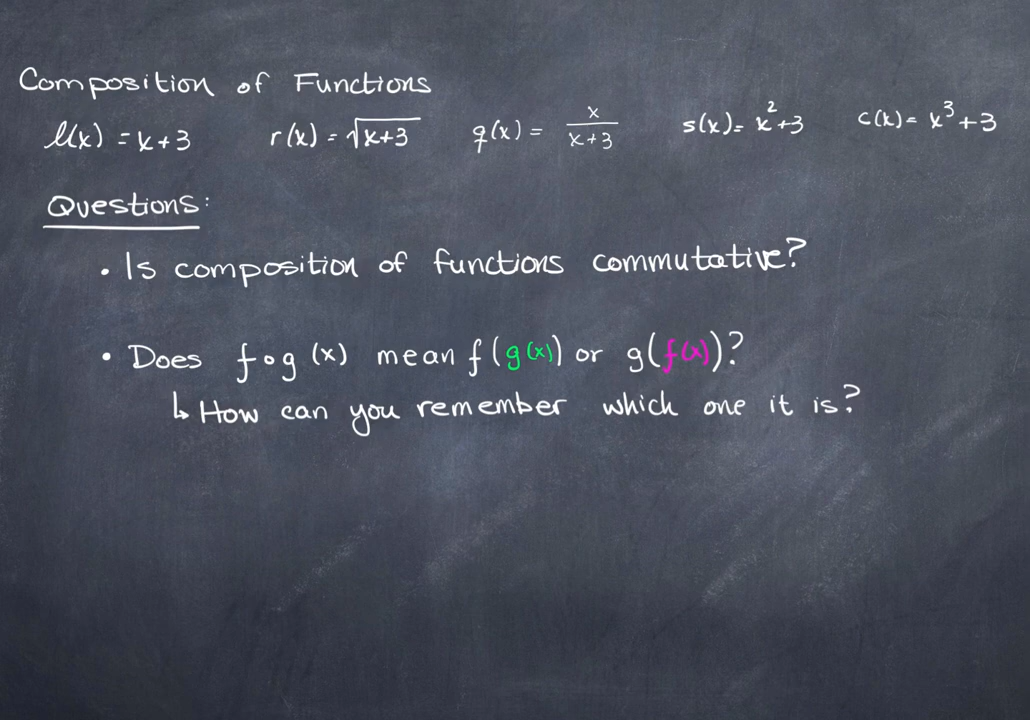 Composition of Functions
l(x) = x+3 r(x) = √x+3 q(x) = x/x+3 s(x) = x²+3 c(x) = x³+3
Questions:
• Is composition of functions commutative?
• Does f∘g (x) mean f(g(x)) or g(f(x))?
↳ How can you remember which one it is?